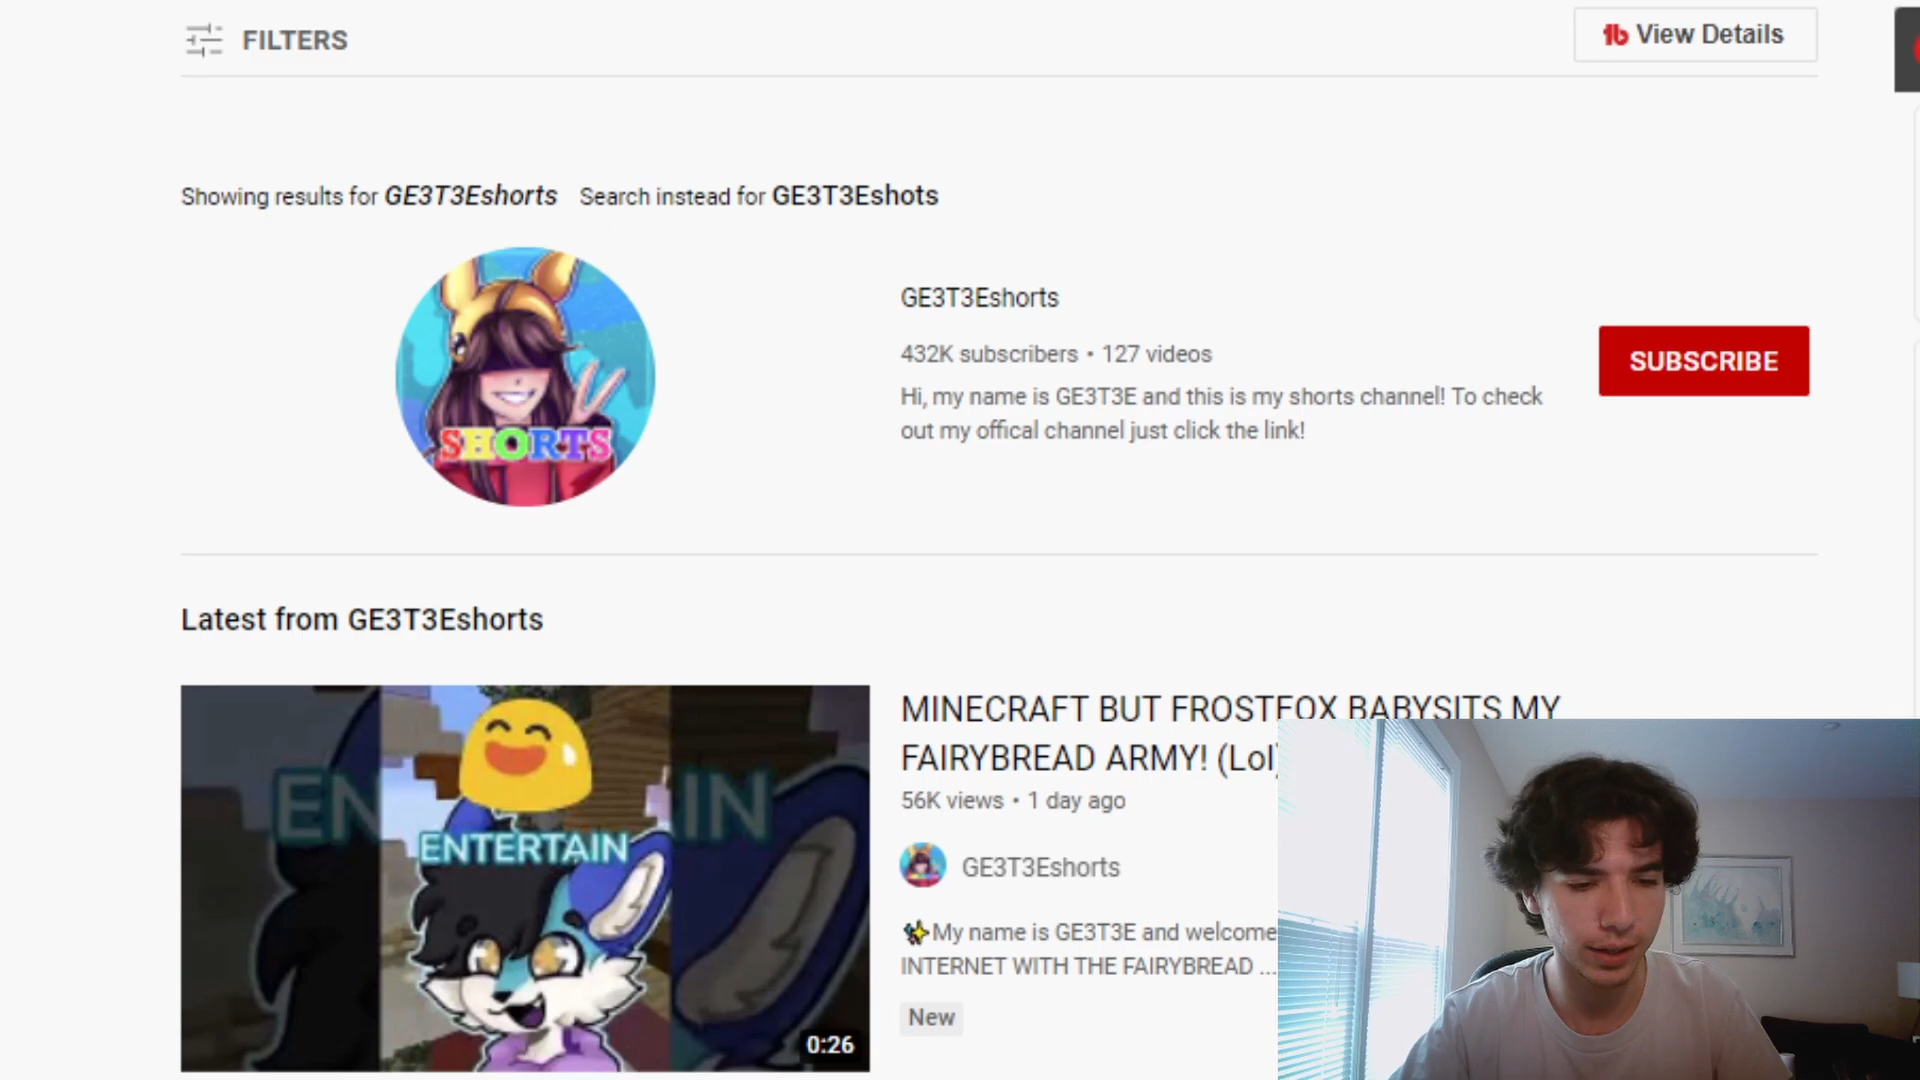 FILTERS
View Details
Showing results for GE3T3Eshorts Search instead for GE3T3Eshots
SHORTS
GE3T3Eshorts
432K subscribers • 127 videos
Hi, my name is GE3T3E and this is my shorts channel! To check
out my offical channel just click the link!
SUBSCRIBE
Latest from GE3T3Eshorts
EN
ENTERTAIN
IN
0:26
MINECRAFT BUT FROSTFOX BABYSITS MY
FAIRYBREAD ARMY! (Lol)
56K views • 1 day ago
GE3T3Eshorts
✨My name is GE3T3E and welcome
INTERNET WITH THE FAIRYBREAD ...
New